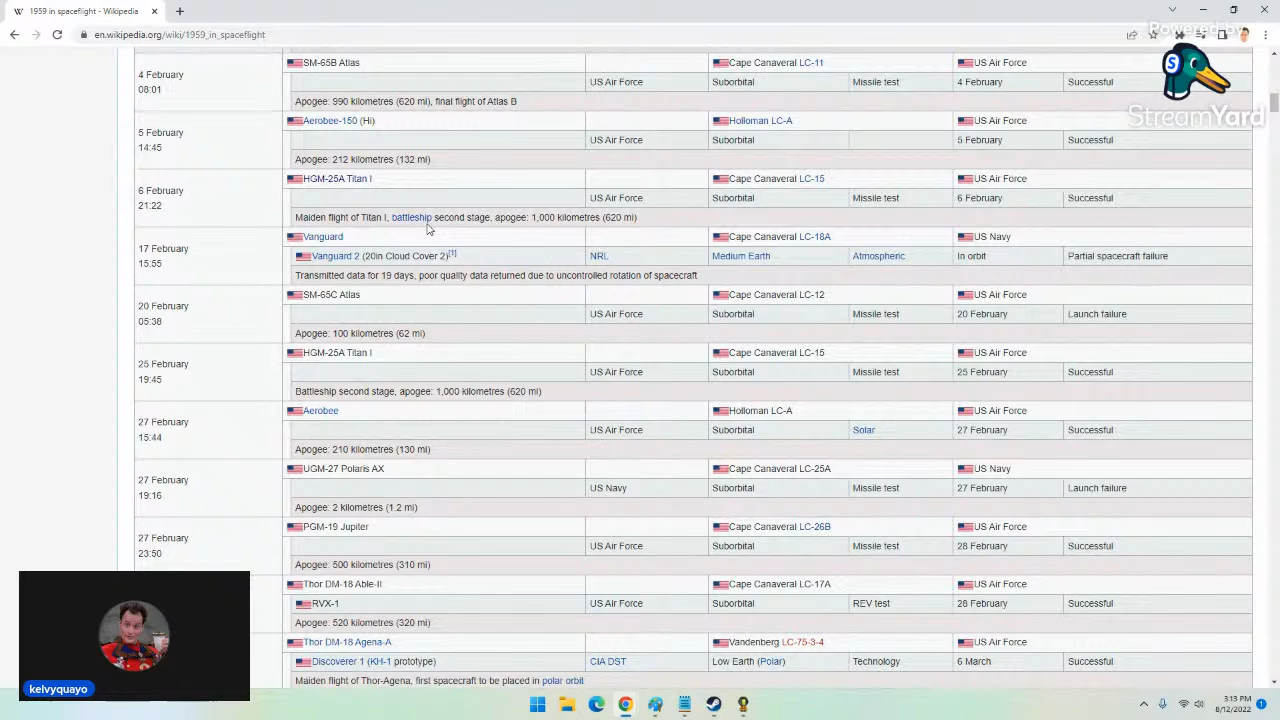 1959 in spaceflight - Wikipedia
en.wikipedia.org/wiki/1959_in_spaceflight
Powered by
StreamYard
4 February
08:01
SM-65B Atlas Cape Canaveral LC-11 US Air Force
US Air Force Suborbital Missile test 4 February Successful
Apogee: 990 kilometres (620 mi), final flight of Atlas B
5 February
14:45
Aerobee-150 (Hi) Holloman LC-A US Air Force
US Air Force Suborbital 5 February Successful
Apogee: 212 kilometres (132 mi)
6 February
21:22
HGM-25A Titan I Cape Canaveral LC-15 US Air Force
US Air Force Suborbital Missile test 6 February Successful
Maiden flight of Titan I, battleship second stage, apogee: 1,000 kilometres (620 mi)
17 February
15:55
Vanguard Cape Canaveral LC-18A US Navy
Vanguard 2 (20in Cloud Cover 2)[1] NRL Medium Earth Atmospheric In orbit Partial spacecraft failure
Transmitted data for 19 days, poor quality data returned due to uncontrolled rotation of spacecraft
20 February
05:38
SM-65C Atlas Cape Canaveral LC-12 US Air Force
US Air Force Suborbital Missile test 20 February Launch failure
Apogee: 100 kilometres (62 mi)
25 February
19:45
HGM-25A Titan I Cape Canaveral LC-15 US Air Force
US Air Force Suborbital Missile test 25 February Successful
Battleship second stage, apogee: 1,000 kilometres (620 mi)
27 February
15:44
Aerobee Holloman LC-A US Air Force
US Air Force Suborbital Solar 27 February Successful
Apogee: 210 kilometres (130 mi)
27 February
19:16
UGM-27 Polaris AX Cape Canaveral LC-25A US Navy
US Navy Suborbital Missile test 27 February Launch failure
Apogee: 2 kilometres (1.2 mi)
27 February
23:50
PGM-19 Jupiter Cape Canaveral LC-26B US Air Force
US Air Force Suborbital Missile test 28 February Successful
Apogee: 500 kilometres (310 mi)
Thor DM-18 Able-II Cape Canaveral LC-17A US Air Force
RVX-1 US Air Force Suborbital REV test 28 February Successful
Apogee: 520 kilometres (320 mi)
Thor DM-18 Agena-A Vandenberg LC-75-3-4 US Air Force
Discoverer 1 (KH-1 prototype) CIA DST Low Earth (Polar) Technology 6 March Successful
Maiden flight of Thor-Agena, first spacecraft to be placed in polar orbit
kelvyquayo
3:13 PM
8/12/2022